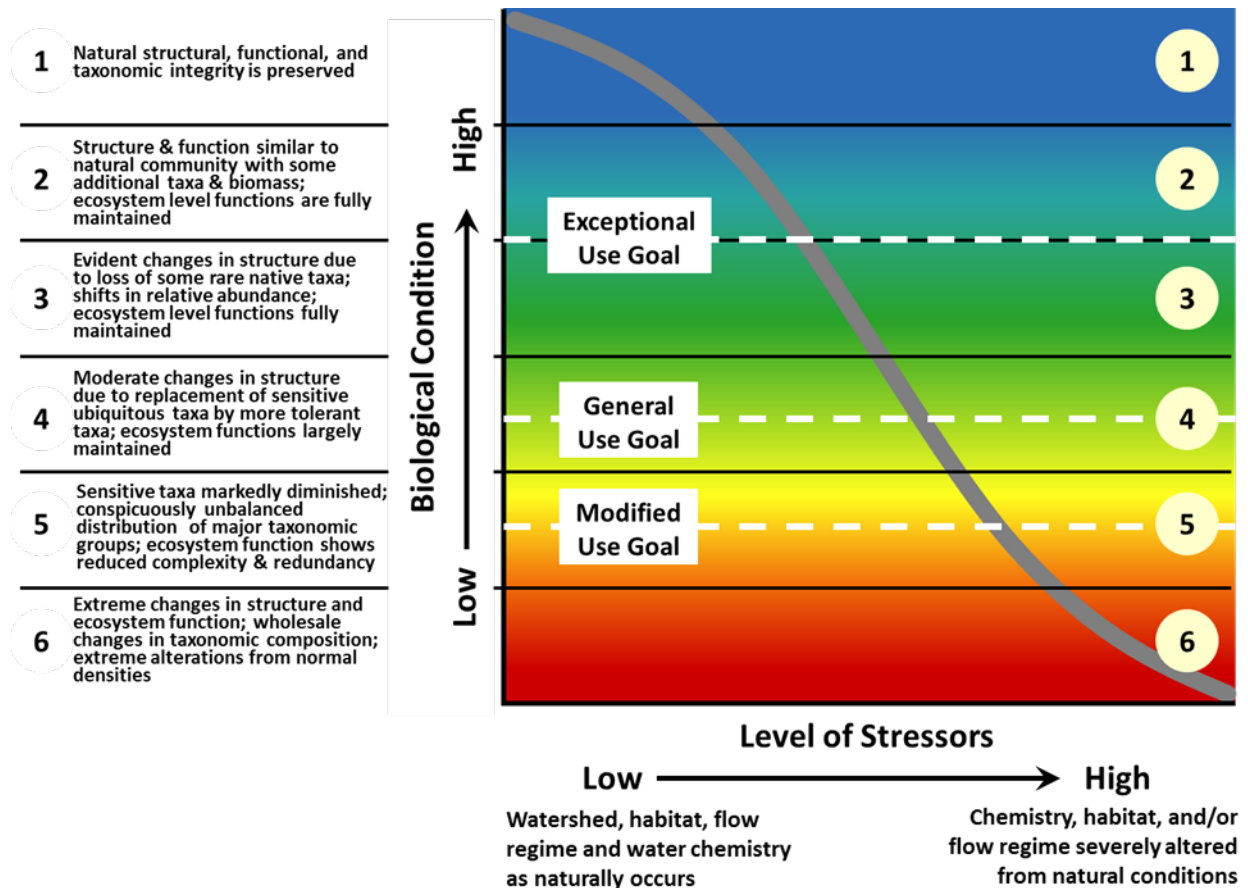 1
Natural structural, functional, and
taxonomic integrity is preserved
2
Structure & function similar to
natural community with some
additional taxa & biomass;
ecosystem level functions are fully
maintained
3
Evident changes in structure due
to loss of some rare native taxa;
shifts in relative abundance;
ecosystem level functions fully
maintained
4
Moderate changes in structure
due to replacement of sensitive
ubiquitous taxa by more tolerant
taxa; ecosystem functions largely
maintained
5
Sensitive taxa markedly diminished;
conspicuously unbalanced
distribution of major taxonomic
groups; ecosystem function shows
reduced complexity & redundancy
6
Extreme changes in structure and
ecosystem function; wholesale
changes in taxonomic composition;
extreme alterations from normal
densities
Biological Condition
High
Low
Exceptional
Use Goal
General
Use Goal
Modified
Use Goal
1
2
3
4
5
6
Level of Stressors
Low
High
Watershed, habitat, flow
regime and water chemistry
as naturally occurs
Chemistry, habitat, and/or
flow regime severely altered
from natural conditions